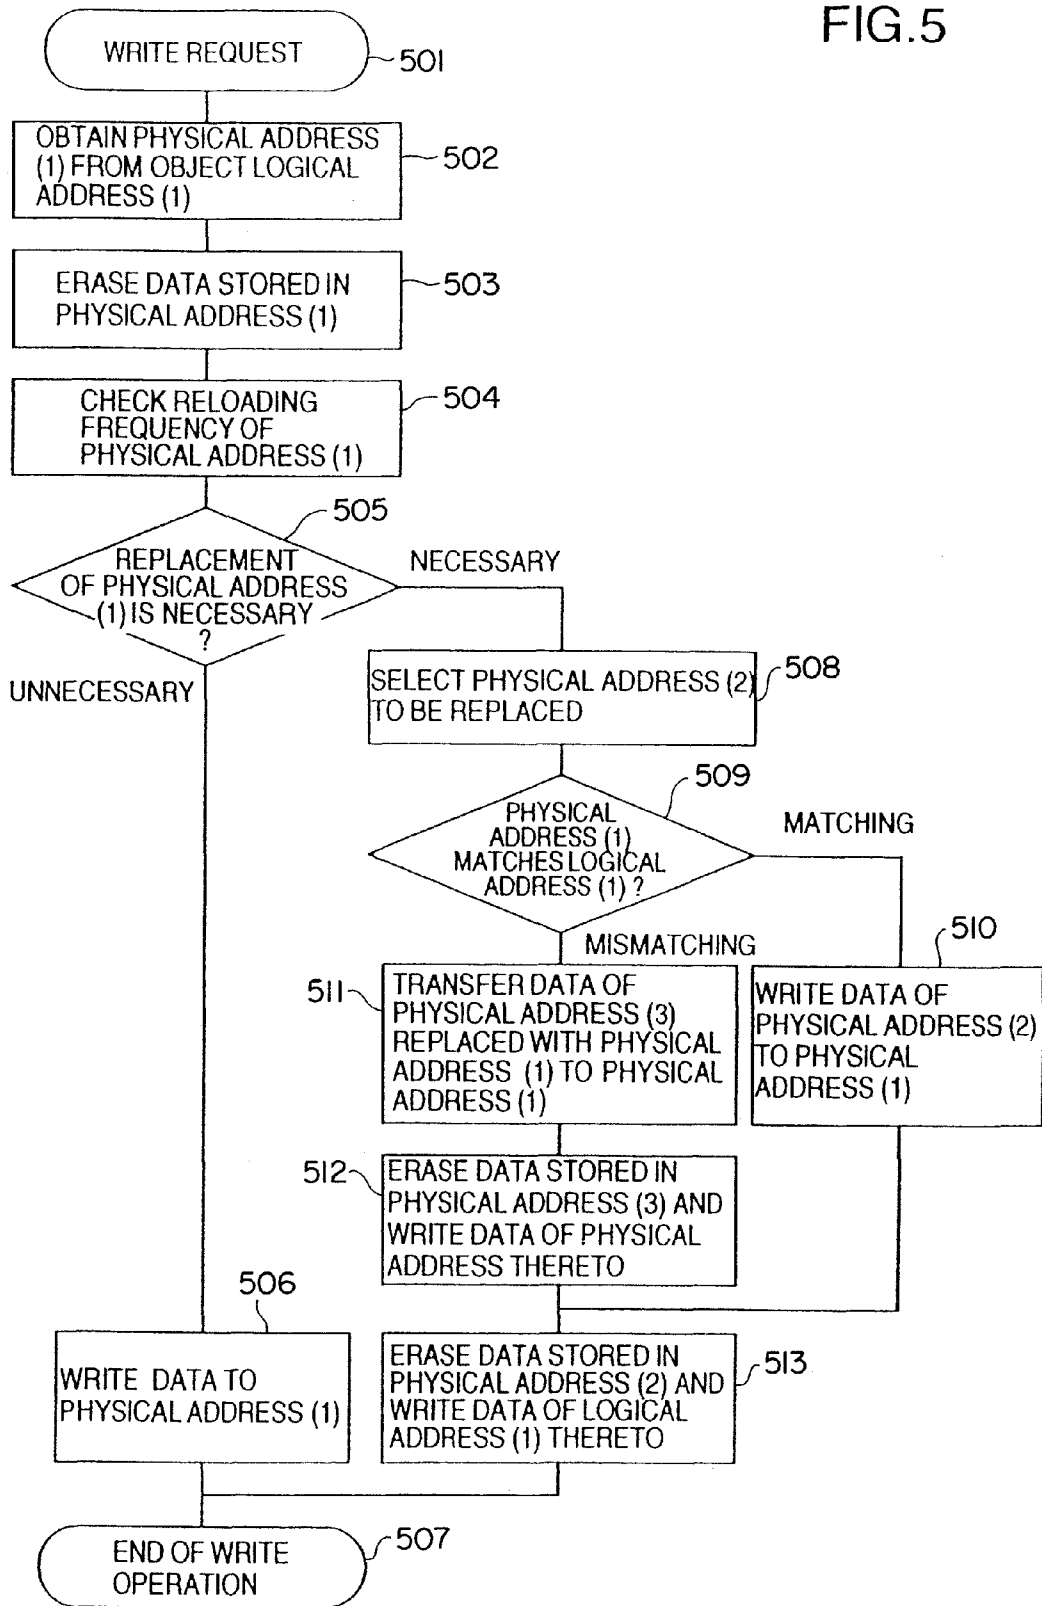 FIG.5
WRITE REQUEST
501
OBTAIN PHYSICAL ADDRESS
(1) FROM OBJECT LOGICAL
ADDRESS (1)
502
ERASE DATA STORED IN
PHYSICAL ADDRESS (1)
503
CHECK RELOADING
FREQUENCY OF
PHYSICAL ADDRESS (1)
504
505
REPLACEMENT
OF PHYSICAL ADDRESS
(1) IS NECESSARY
?
NECESSARY
UNNECESSARY
SELECT PHYSICAL ADDRESS (2)
TO BE REPLACED
508
509
PHYSICAL
ADDRESS (1)
MATCHES LOGICAL
ADDRESS (1) ?
MATCHING
MISMATCHING
510
511
TRANSFER DATA OF
PHYSICAL ADDRESS (3)
REPLACED WITH PHYSICAL
ADDRESS (1) TO PHYSICAL
ADDRESS (1)
WRITE DATA OF
PHYSICAL ADDRESS (2)
TO PHYSICAL
ADDRESS (1)
512
ERASE DATA STORED IN
PHYSICAL ADDRESS (3) AND
WRITE DATA OF PHYSICAL
ADDRESS THERETO
506
WRITE DATA TO
PHYSICAL ADDRESS (1)
ERASE DATA STORED IN
PHYSICAL ADDRESS (2) AND
WRITE DATA OF LOGICAL
ADDRESS (1) THERETO
513
END OF WRITE
OPERATION
507